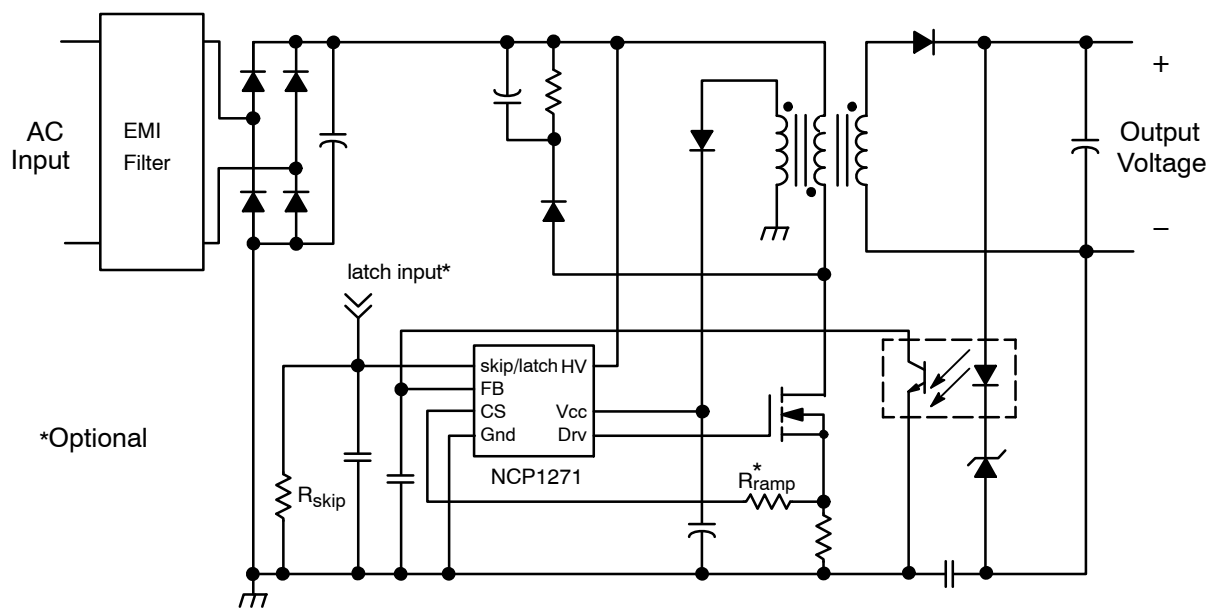 AC
Input
EMI
Filter
+
Output
Voltage
−
latch input*
skip/latch HV
FB
CS
Vcc
Gnd
Drv
NCP1271
*Optional
Rskip
R*ramp